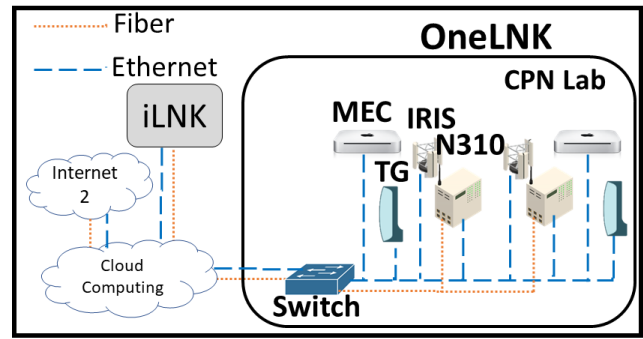 Fiber
Ethernet
OneLNK
CPN Lab
iLNK
MEC
IRIS
N310
TG
Internet
2
Cloud
Computing
Switch